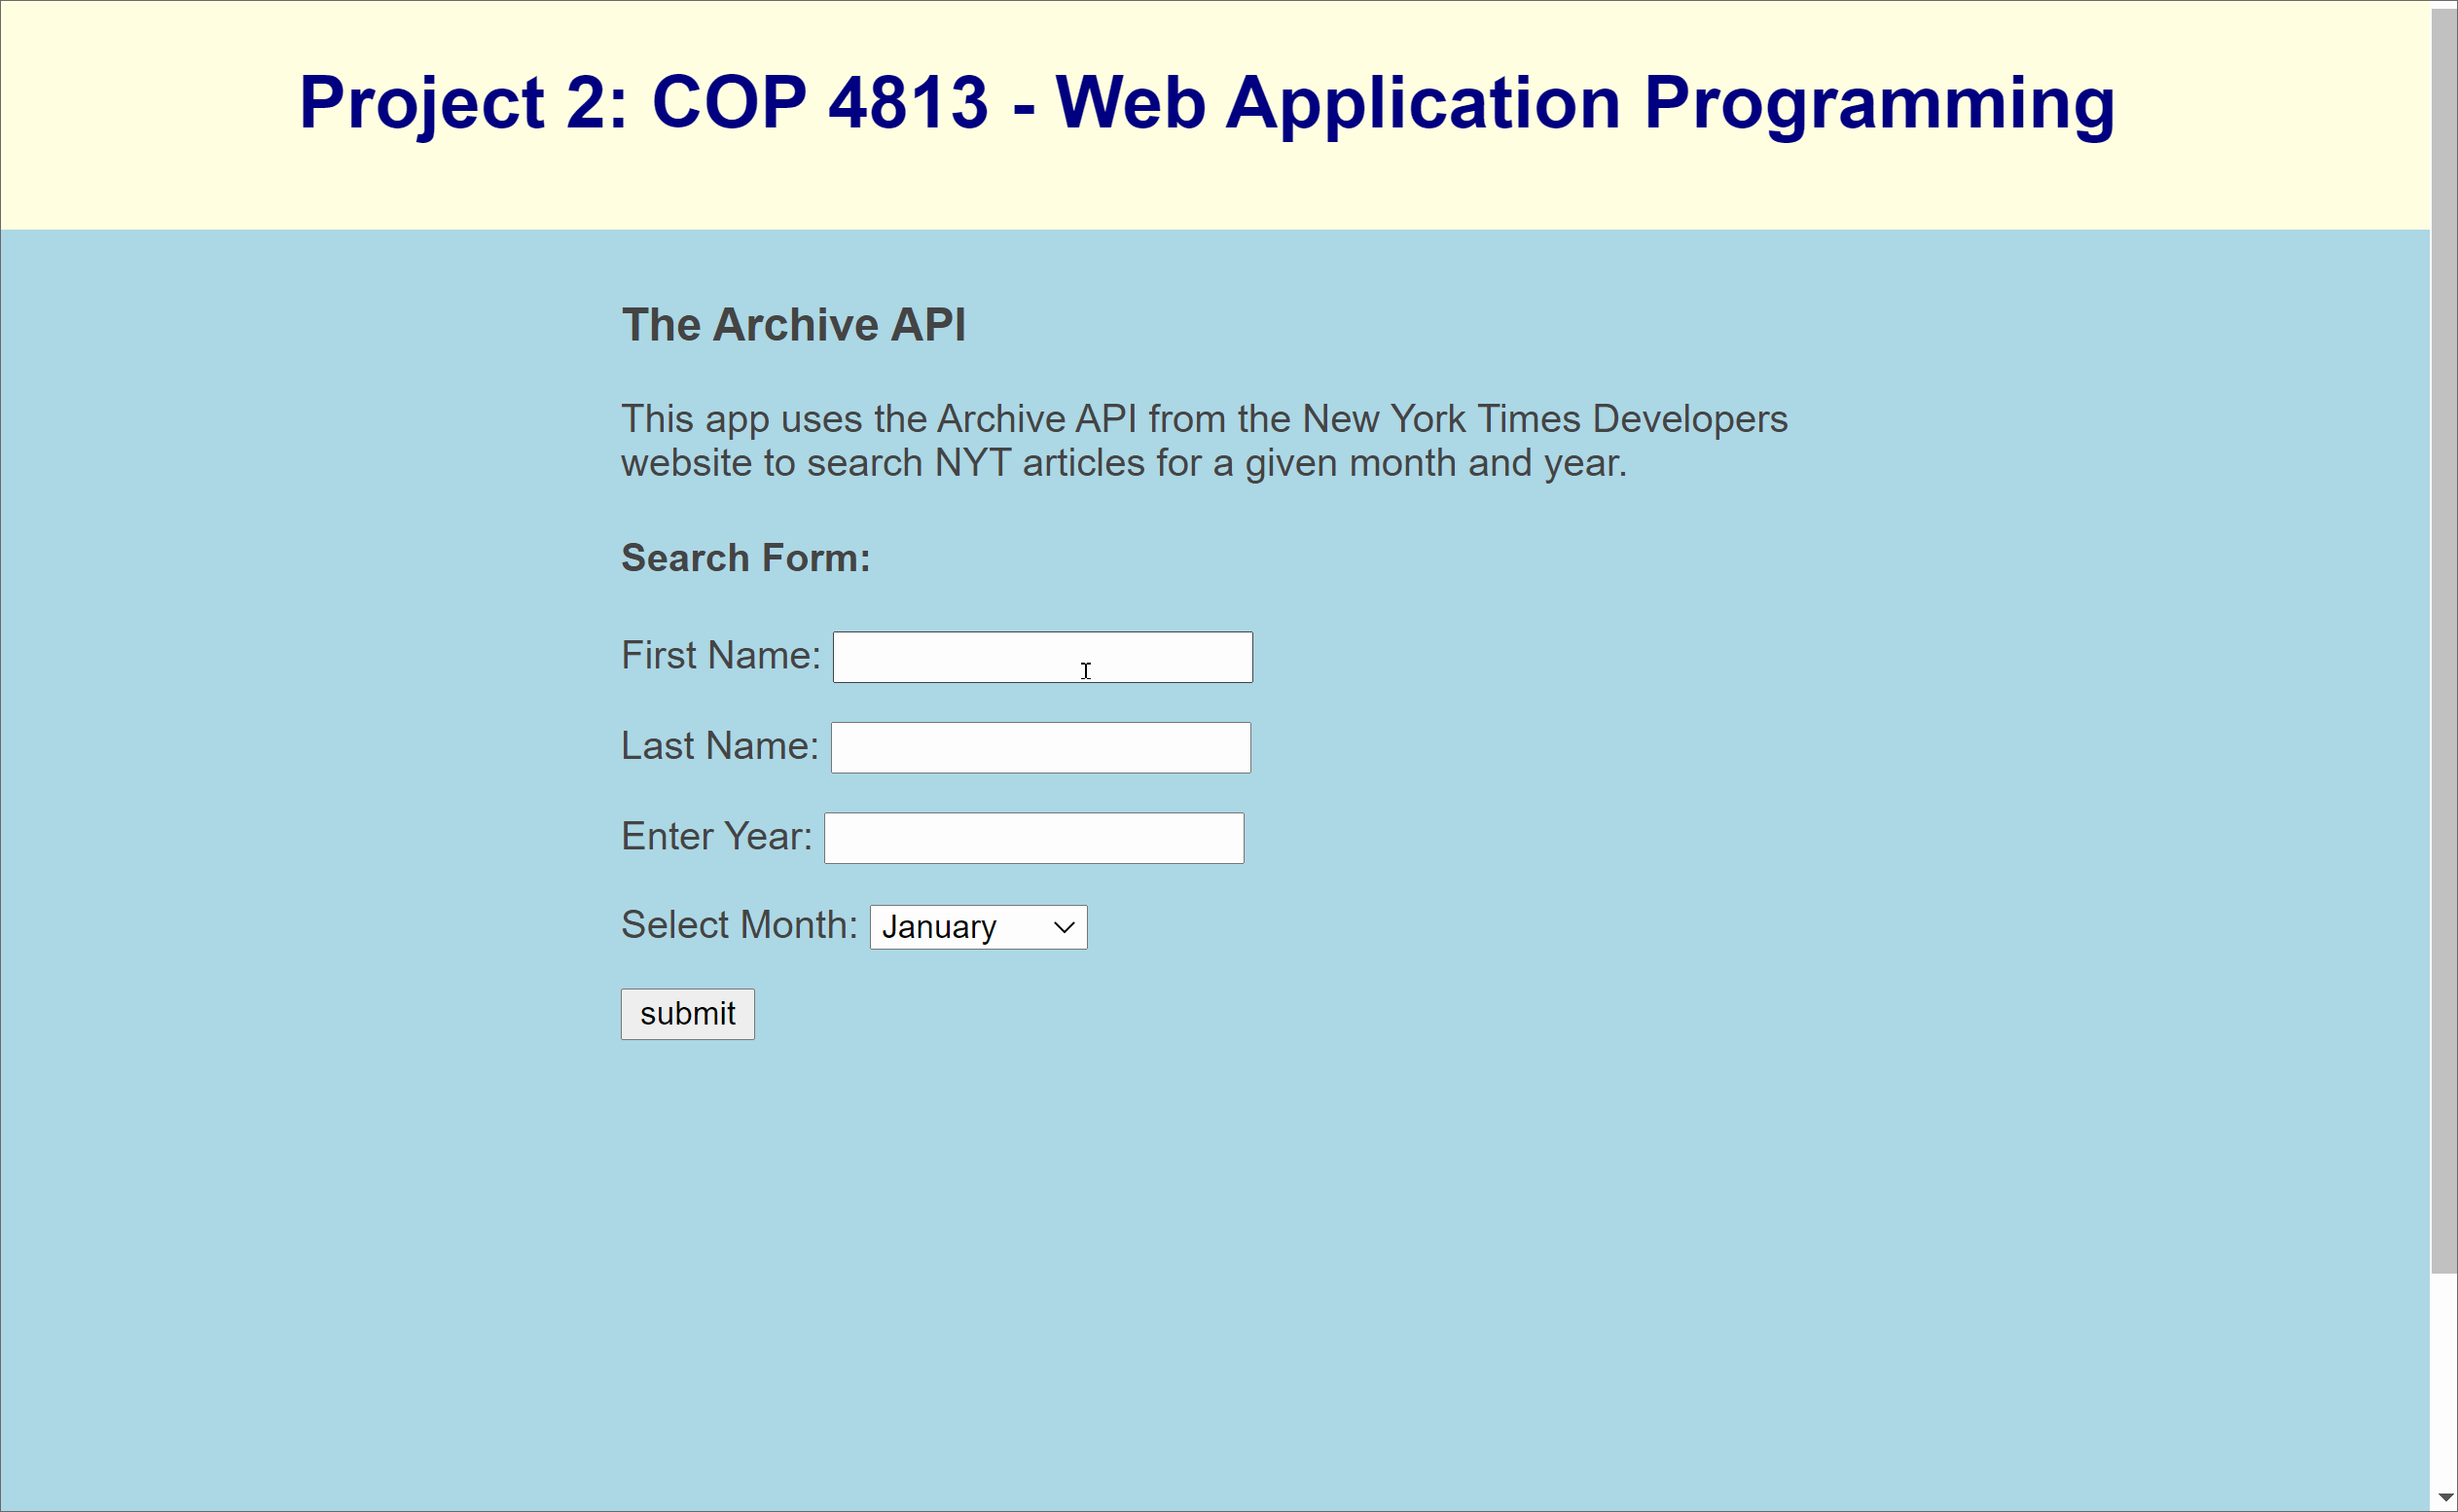 Project 2: COP 4813 - Web Application Programming
The Archive API
This app uses the Archive API from the New York Times Developers
website to search NYT articles for a given month and year.
Search Form:
First Name:
Last Name:
Enter Year:
Select Month: January
submit